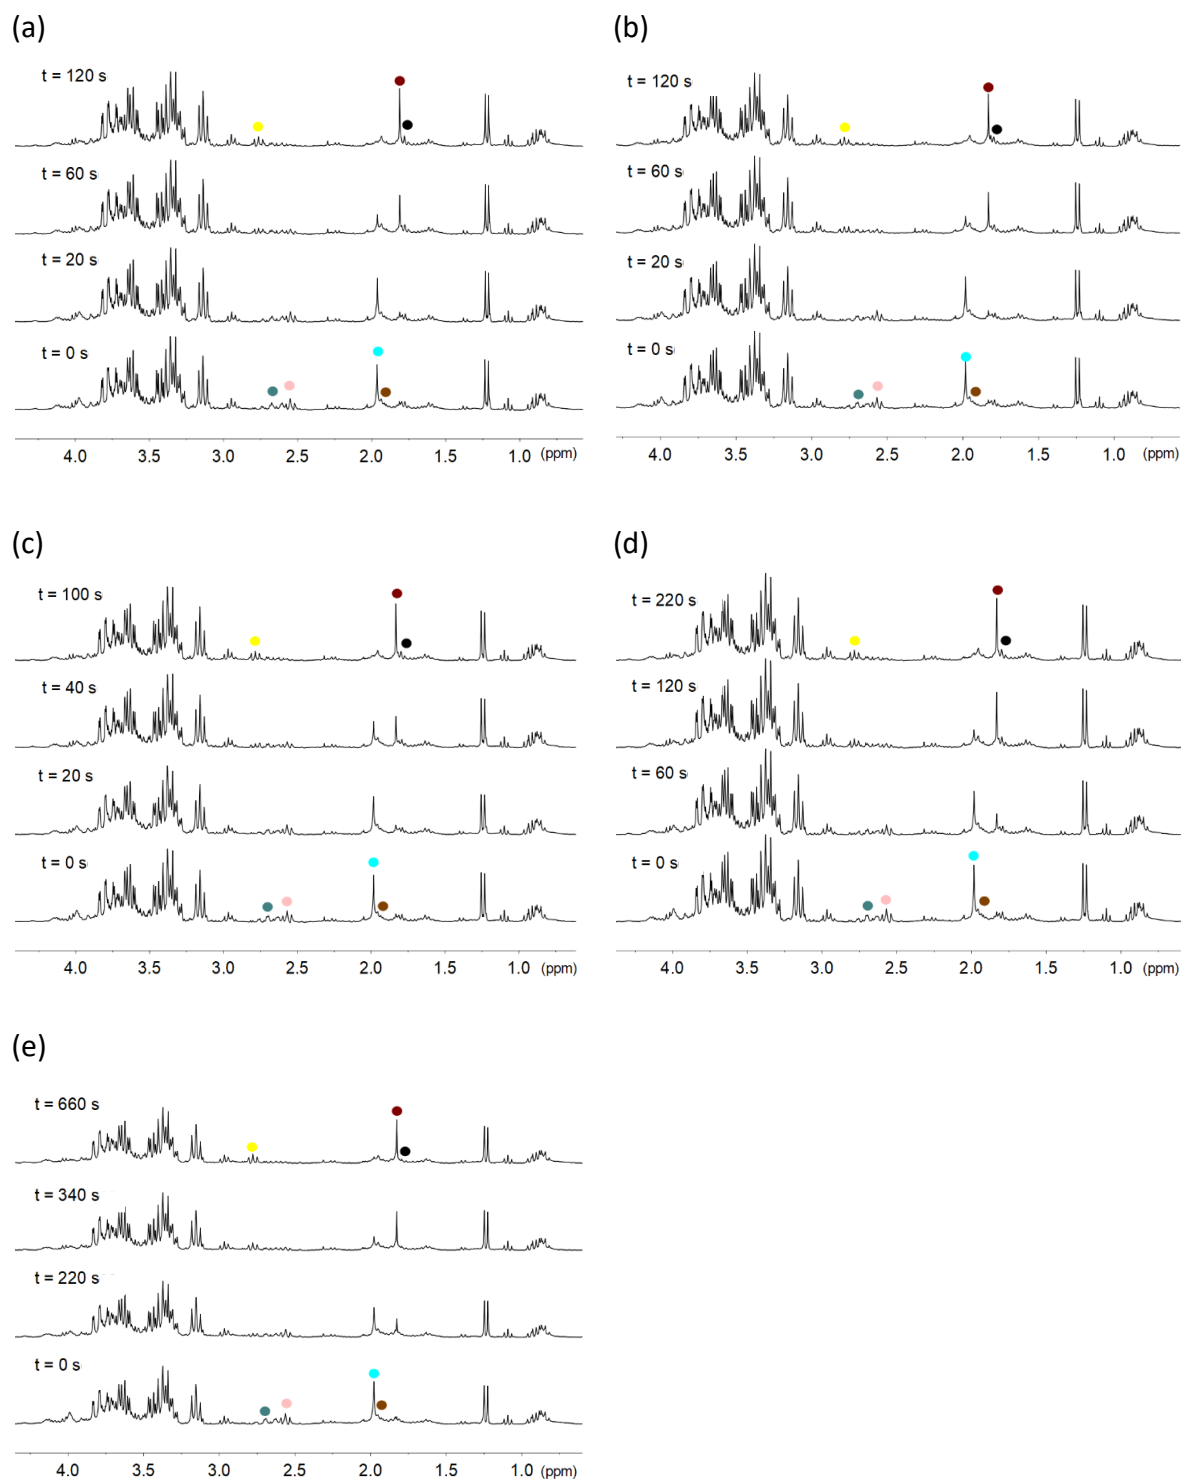 (a)
t = 120 s
t = 60 s
t = 20 s
t = 0 s
4.0 3.5 3.0 2.5 2.0 1.5 1.0 (ppm)
(b)
t = 120 s
t = 60 s
t = 20 s
t = 0 s
4.0 3.5 3.0 2.5 2.0 1.5 1.0 (ppm)
(c)
t = 100 s
t = 40 s
t = 20 s
t = 0 s
4.0 3.5 3.0 2.5 2.0 1.5 1.0 (ppm)
(d)
t = 220 s
t = 120 s
t = 60 s
t = 0 s
4.0 3.5 3.0 2.5 2.0 1.5 1.0 (ppm)
(e)
t = 660 s
t = 340 s
t = 220 s
t = 0 s
4.0 3.5 3.0 2.5 2.0 1.5 1.0 (ppm)